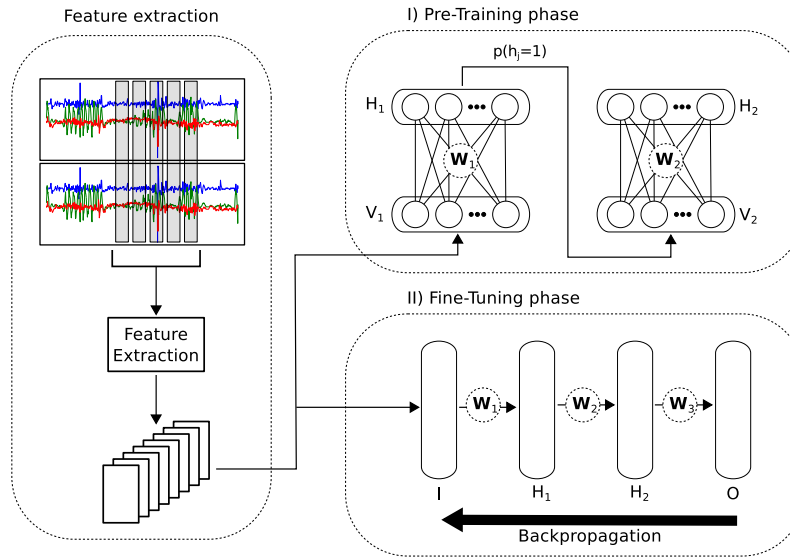 Feature extraction
Feature
Extraction
I) Pre-Training phase
p(hj=1)
H1
H2
W1
W2
V1
V2
II) Fine-Tuning phase
W1
W2
W3
I
H1
H2
O
Backpropagation